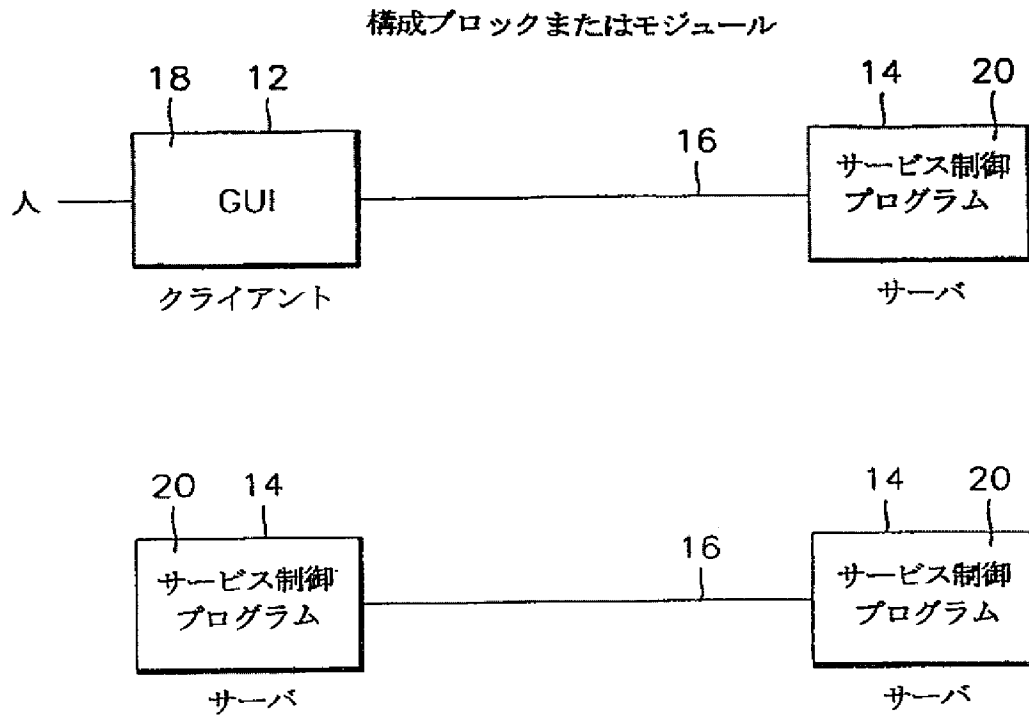 構成ブロックまたはモジュール
18 12 14 20
人 GUI 16 サービス制御
プログラム
クライアント サーバ
20 14 14 20
サービス制御
プログラム 16 サービス制御
プログラム
サーバ サーバ